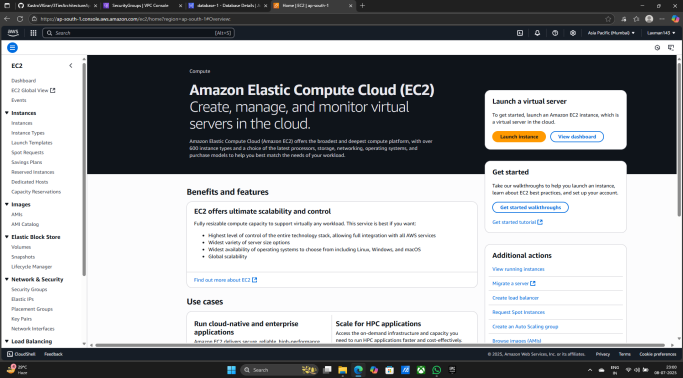 KastroVKiran/3TierArchitecture/
SecurityGroups | VPC Console
database-1 - Database Details |
Home | EC2 | ap-south-1
https://ap-south-1.console.aws.amazon.com/ec2/home?region=ap-south-1#Overview:
aws
Search
[Alt+S]
Asia Pacific (Mumbai)
EC2
Dashboard
EC2 Global View
Events
Instances
Instances
Instance Types
Launch Templates
Spot Requests
Savings Plans
Reserved Instances
Dedicated Hosts
Capacity Reservations
Images
AMIs
AMI Catalog
Elastic Block Store
Volumes
Snapshots
Lifecycle Manager
Network & Security
Security Groups
Elastic IPs
Placement Groups
Key Pairs
Network Interfaces
Load Balancing
Compute
Amazon Elastic Compute Cloud (EC2)
Create, manage, and monitor virtual
servers in the cloud.
Amazon Elastic Compute Cloud (Amazon EC2) offers the broadest and deepest compute platform, with over
600 instance types and a choice of the latest processors, storage, networking, operating systems, and
purchase models to help you best match the needs of your workload.
Benefits and features
EC2 offers ultimate scalability and control
Fully resizable compute capacity to support virtually any workload. This service is best if you want:
• Highest level of control of the entire technology stack, allowing full integration with all AWS services
• Widest variety of server size options
• Widest availability of operating systems to choose from including Linux, Windows, and macOS
• Global scalability
Find out more about EC2
Use cases
Run cloud-native and enterprise
applications
Amazon EC2 delivers secure, reliable, high-performance,
Scale for HPC applications
Access the on-demand infrastructure and capacity you
need to run HPC applications faster and cost-effectively.
Launch a virtual server
To get started, launch an Amazon EC2 instance, which is
a virtual server in the cloud.
Launch instance
View dashboard
Get started
Take our walkthroughs to help you launch an instance,
learn about EC2 best practices, and set up your account.
Get started walkthroughs
Get started tutorial
Additional actions
View running instances
Migrate a server
Create load balancer
Request Spot Instances
Create an Auto Scaling group
Browse images (AMIs)
CloudShell
Feedback
© 2025, Amazon Web Services, Inc. or its affiliates.
Privacy
Terms
Cookie preferences
Search
ENG
IN
08-07-2025